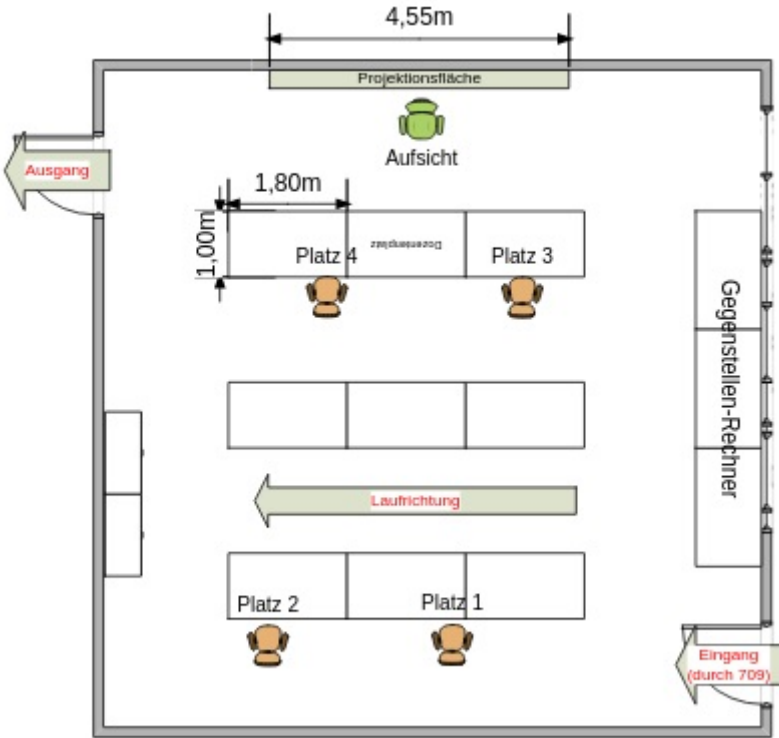 4,55m
Projektionsfläche
Aufsicht
Ausgang
1,80m
1,00m
Platz 4
Dozentenplatz
Platz 3
Gegenstellen-Rechner
Laufrichtung
Platz 2
Platz 1
Eingang
(durch 709)